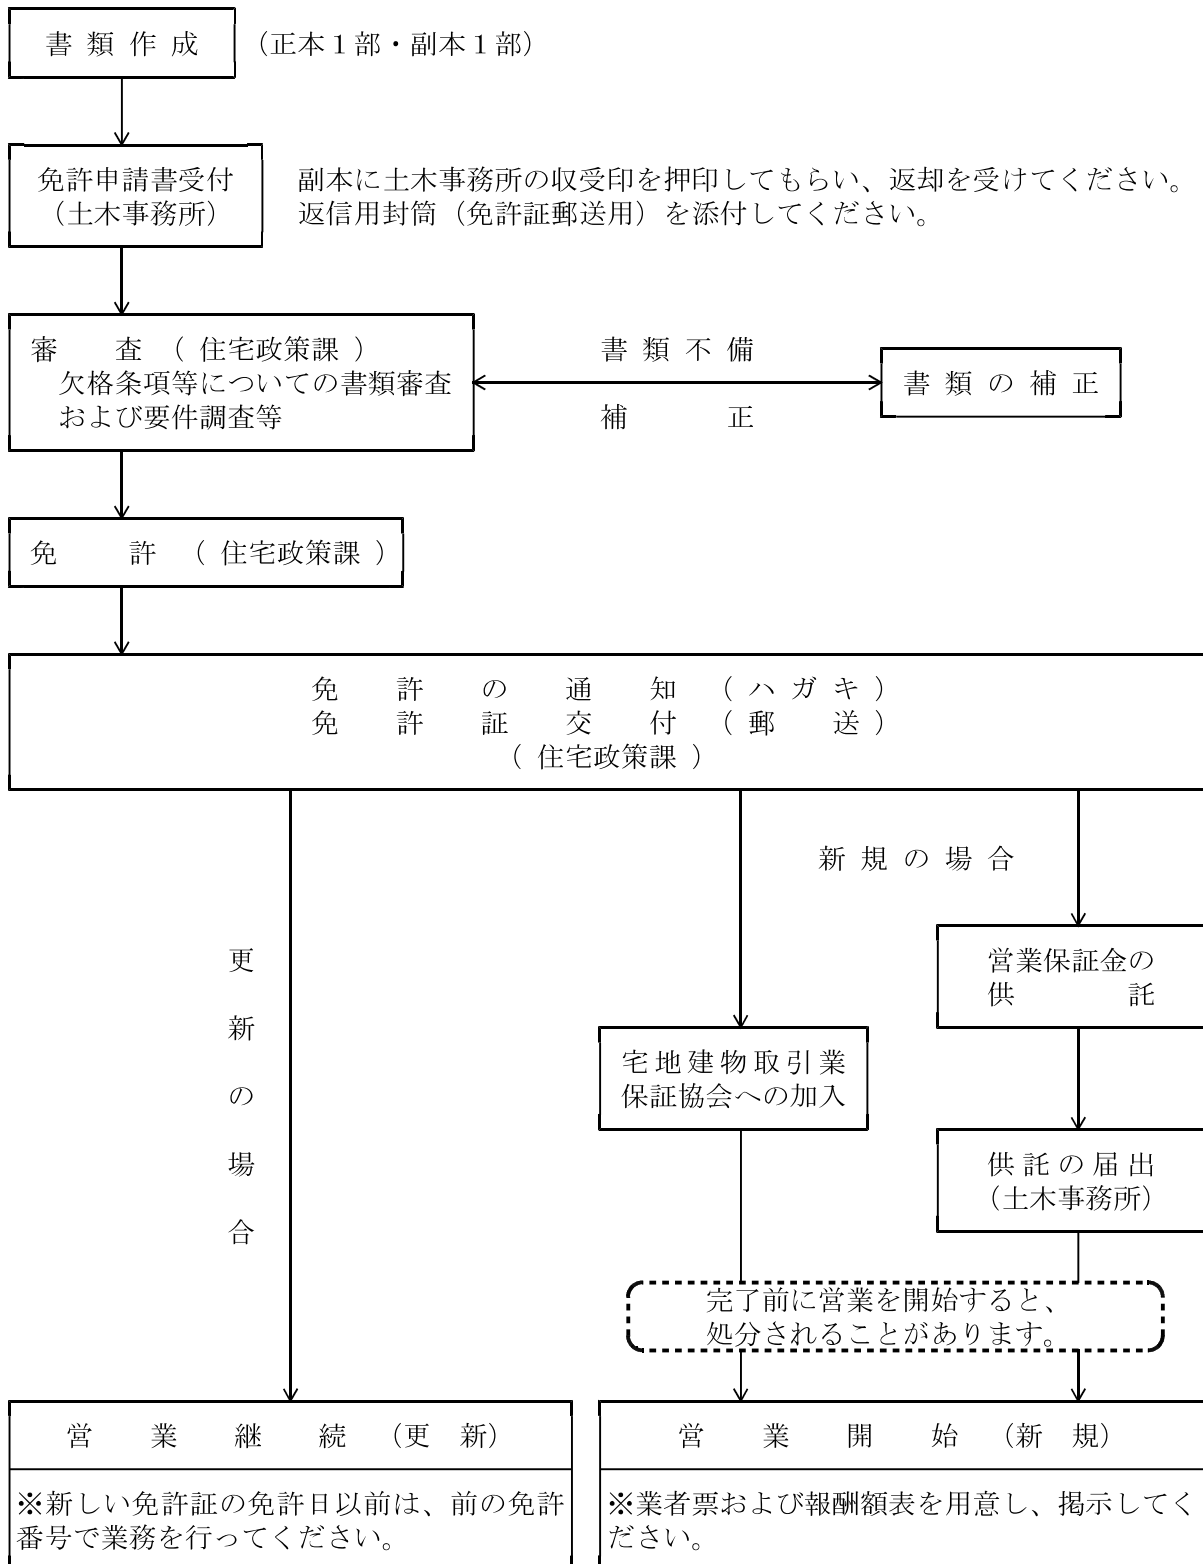 書類作成 （正本１部・副本１部）
免許申請書受付
（土木事務所）
副本に土木事務所の収受印を押印してもらい、返却を受けてください。
返信用封筒（免許証郵送用）を添付してください。
審　　査 （ 住宅政策課 ）
欠格条項等についての書類審査
および要件調査等
書類不備
補　　　正
書類の補正
免　　　許 （ 住宅政策課 ）
免許の通知（ハガキ）
免許証交付（郵　送）
（ 住宅政策課 ）
新規の場合
更新の場合
営業保証金の
供　　　　託
宅地建物取引業
保証協会への加入
供託の届出
（土木事務所）
完了前に営業を開始すると、
処分されることがあります。
営業継続（更　新）
※新しい免許証の免許日以前は、前の免許
番号で業務を行ってください。
営業開始（新　規）
※業者票および報酬額表を用意し、掲示してく
ださい。